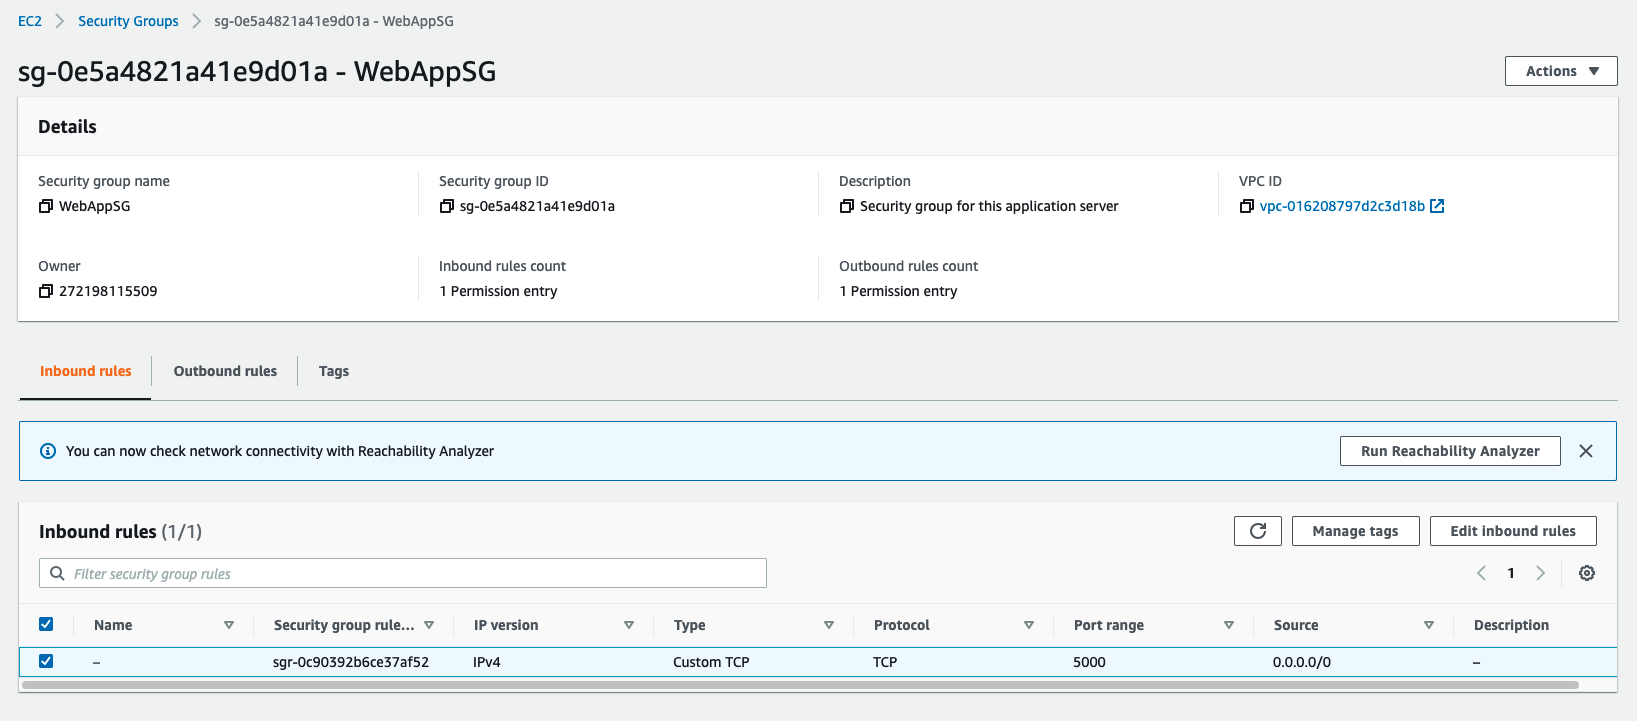 EC2 > Security Groups > sg-0e5a4821a41e9d01a - WebAppSG
sg-0e5a4821a41e9d01a - WebAppSG
Actions
Details
Security group name
WebAppSG
Security group ID
sg-0e5a4821a41e9d01a
Description
Security group for this application server
VPC ID
vpc-016208797d2c3d18b
Owner
272198115509
Inbound rules count
1 Permission entry
Outbound rules count
1 Permission entry
Inbound rules Outbound rules Tags
You can now check network connectivity with Reachability Analyzer
Run Reachability Analyzer
Inbound rules (1/1)
Manage tags
Edit inbound rules
Filter security group rules
1
Name Security group rule... IP version Type Protocol Port range Source Description
– sgr-0c90392b6ce37af52 IPv4 Custom TCP TCP 5000 0.0.0.0/0 –